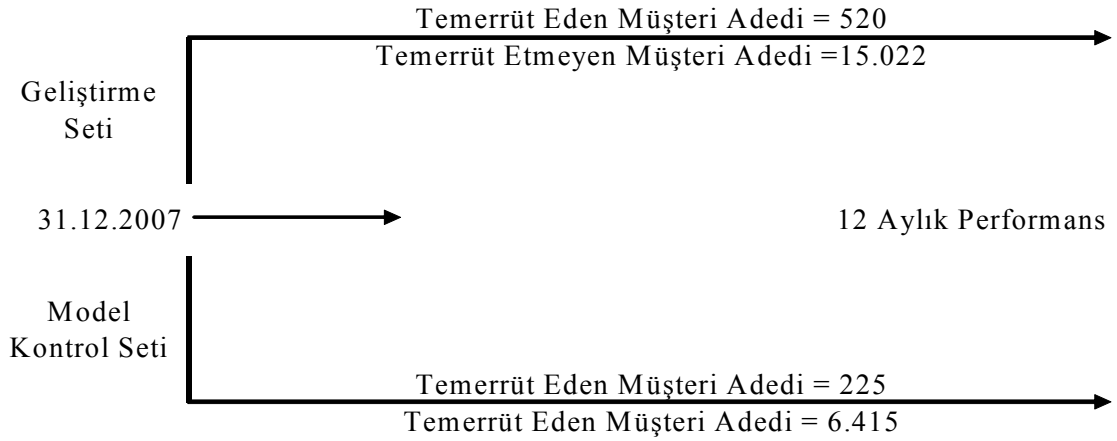 Temerrüt Eden Müşteri Adedi = 520
Temerrüt Etmeyen Müşteri Adedi =15.022
Geliştirme
Seti
31.12.2007
12 Aylık Performans
Model
Kontrol Seti
Temerrüt Eden Müşteri Adedi = 225
Temerrüt Eden Müşteri Adedi = 6.415